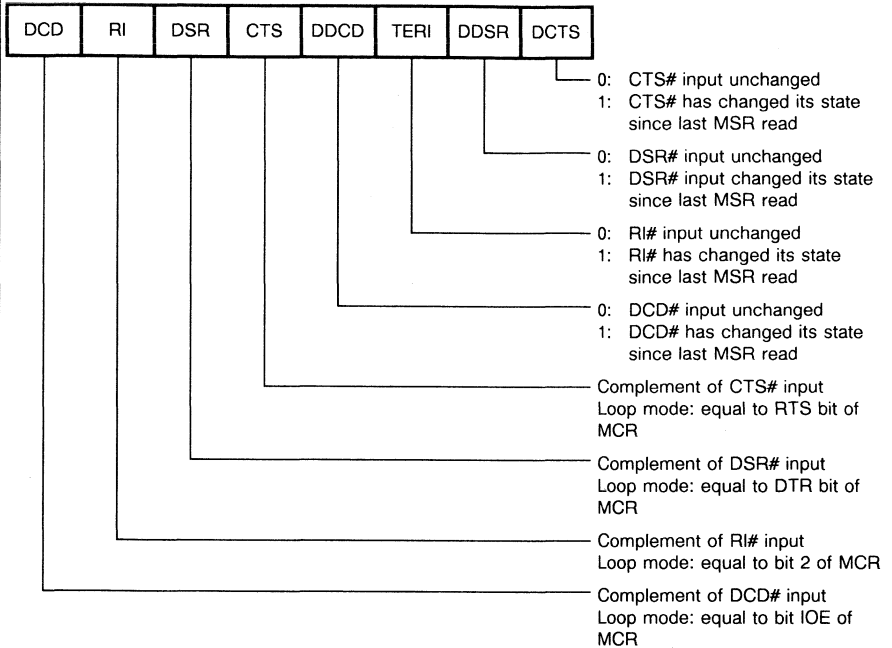 DCD RI DSR CTS DDCD TERI DDSR DCTS
0: CTS# input unchanged
1: CTS# has changed its state
since last MSR read
0: DSR# input unchanged
1: DSR# input changed its state
since last MSR read
0: RI# input unchanged
1: RI# has changed its state
since last MSR read
0: DCD# input unchanged
1: DCD# has changed its state
since last MSR read
Complement of CTS# input
Loop mode: equal to RTS bit of
MCR
Complement of DSR# input
Loop mode: equal to DTR bit of
MCR
Complement of RI# input
Loop mode: equal to bit 2 of MCR
Complement of DCD# input
Loop mode: equal to bit IOE of
MCR